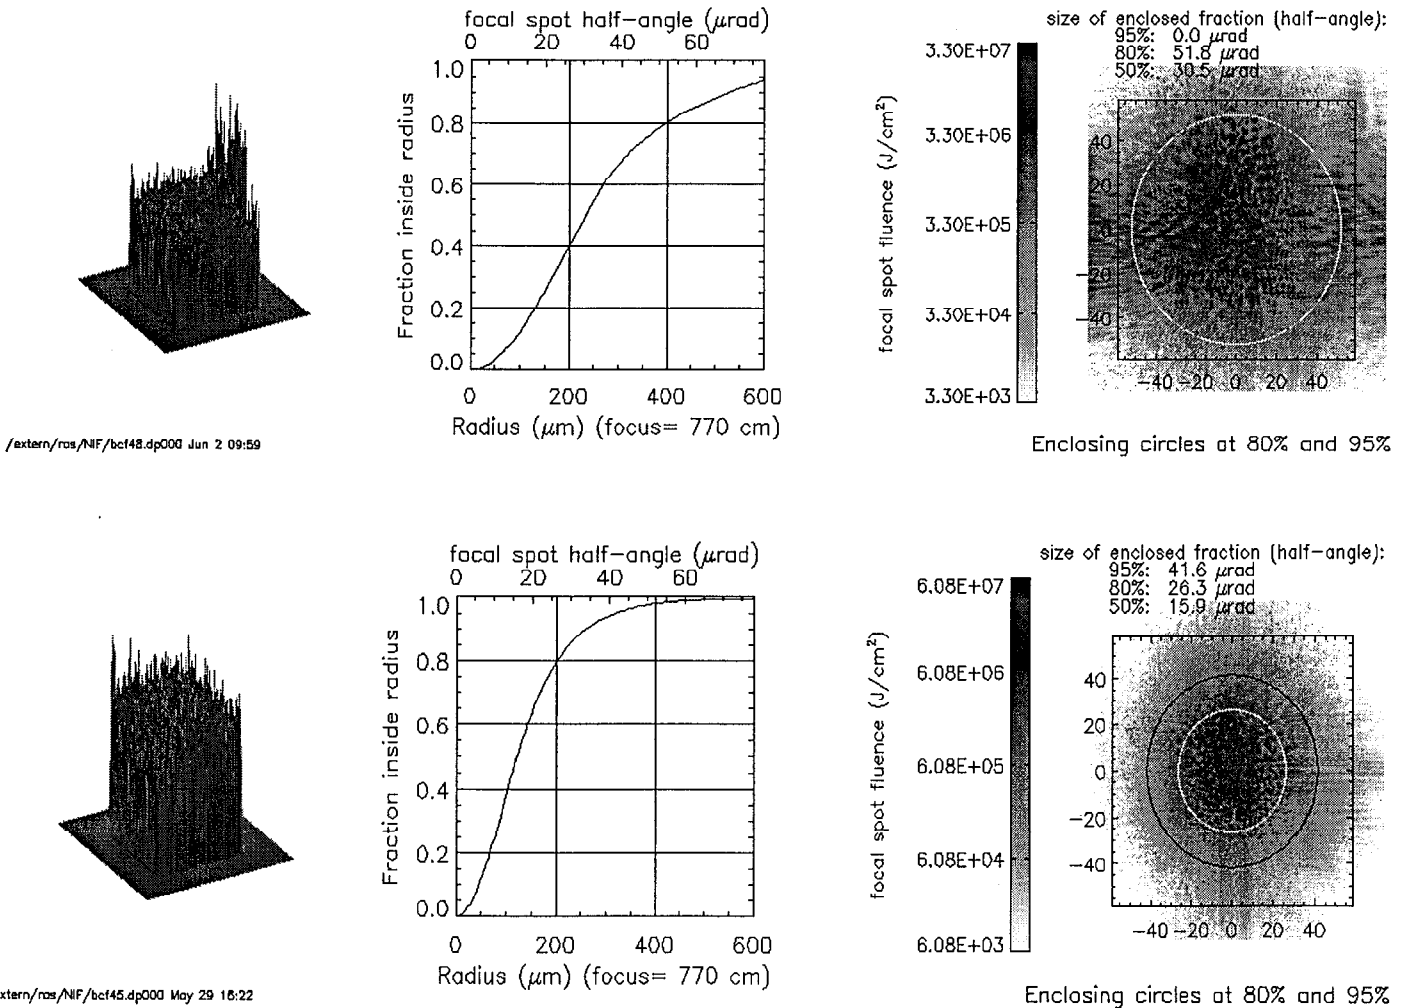 focal spot half-angle (μrad)
0 20 40 60
1.0
0.8
0.6
0.4
0.2
0.0
Fraction inside radius
0 200 400 600
Radius (μm) (focus= 770 cm)
/extern/ras/NIF/bcf48.dp000 Jun 2 09:59
size of enclosed fraction (half-angle):
95%: 0.0 μrad
80%: 51.8 μrad
50%: 30.5 μrad
3.30E+07
3.30E+06
3.30E+05
3.30E+04
3.30E+03
focal spot fluence (J/cm²)
40
20
0
-20
-40
-40 -20 0 20 40
Enclosing circles at 80% and 95%
focal spot half-angle (μrad)
0 20 40 60
1.0
0.8
0.6
0.4
0.2
0.0
Fraction inside radius
0 200 400 600
Radius (μm) (focus= 770 cm)
xtern/ras/NIF/bcf45.dp000 May 29 16:22
size of enclosed fraction (half-angle):
95%: 41.6 μrad
80%: 26.3 μrad
50%: 15.9 μrad
6.08E+07
6.08E+06
6.08E+05
6.08E+04
6.08E+03
focal spot fluence (J/cm²)
40
20
0
-20
-40
-40 -20 0 20 40
Enclosing circles at 80% and 95%